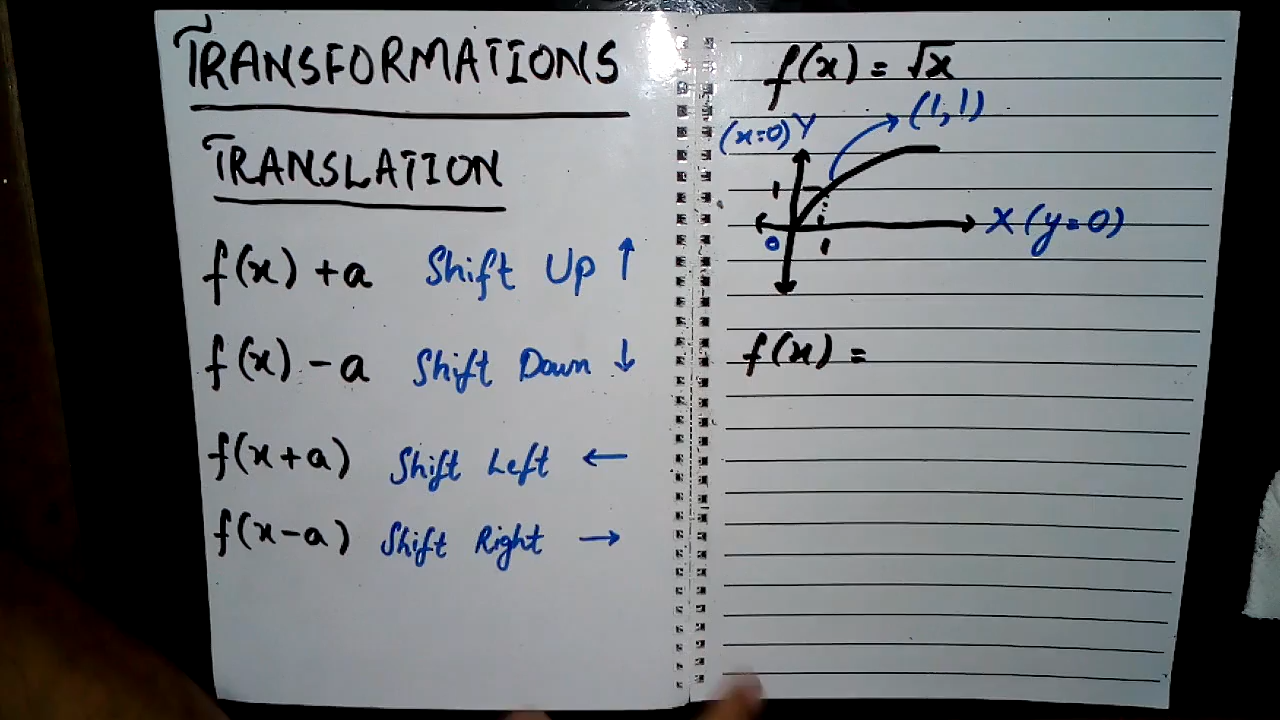 TRANSFORMATIONS
TRANSLATION
f(x) + a Shift Up ↑
f(x) - a Shift Down ↓
f(x+a) Shift Left ←
f(x-a) Shift Right →
f(x) = √x
(1,1)
(x=0) Y
1
X (y=0)
0 1
f(x) =